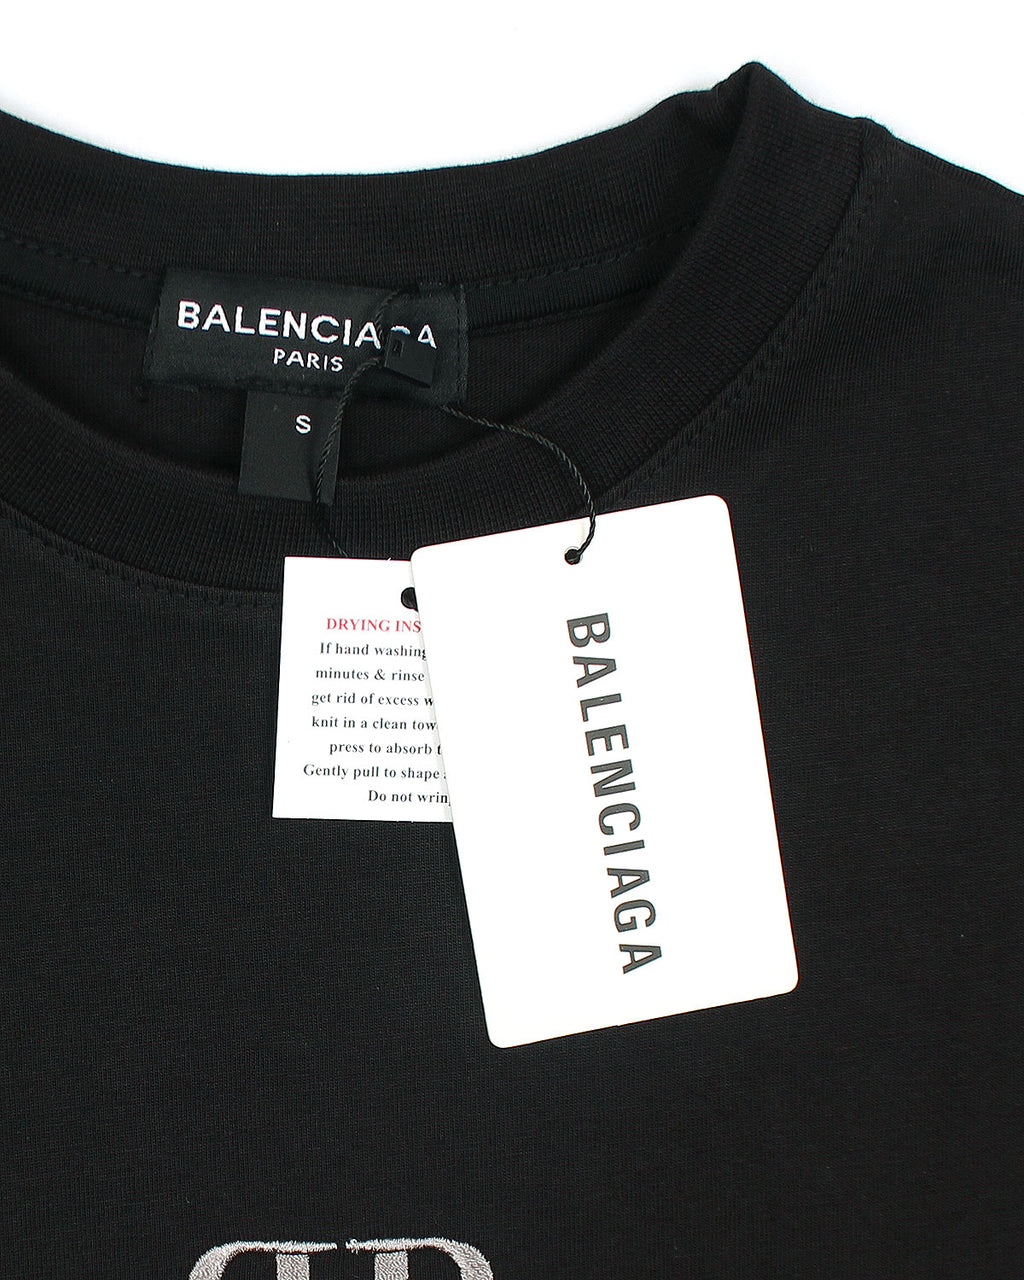 BALENCIAGA
PARIS
S
DRYING INS
If hand washing
minutes & rinse
get rid of excess w
knit in a clean tow
press to absorb t
Gently pull to shape
Do not wring
BALENCIAGA